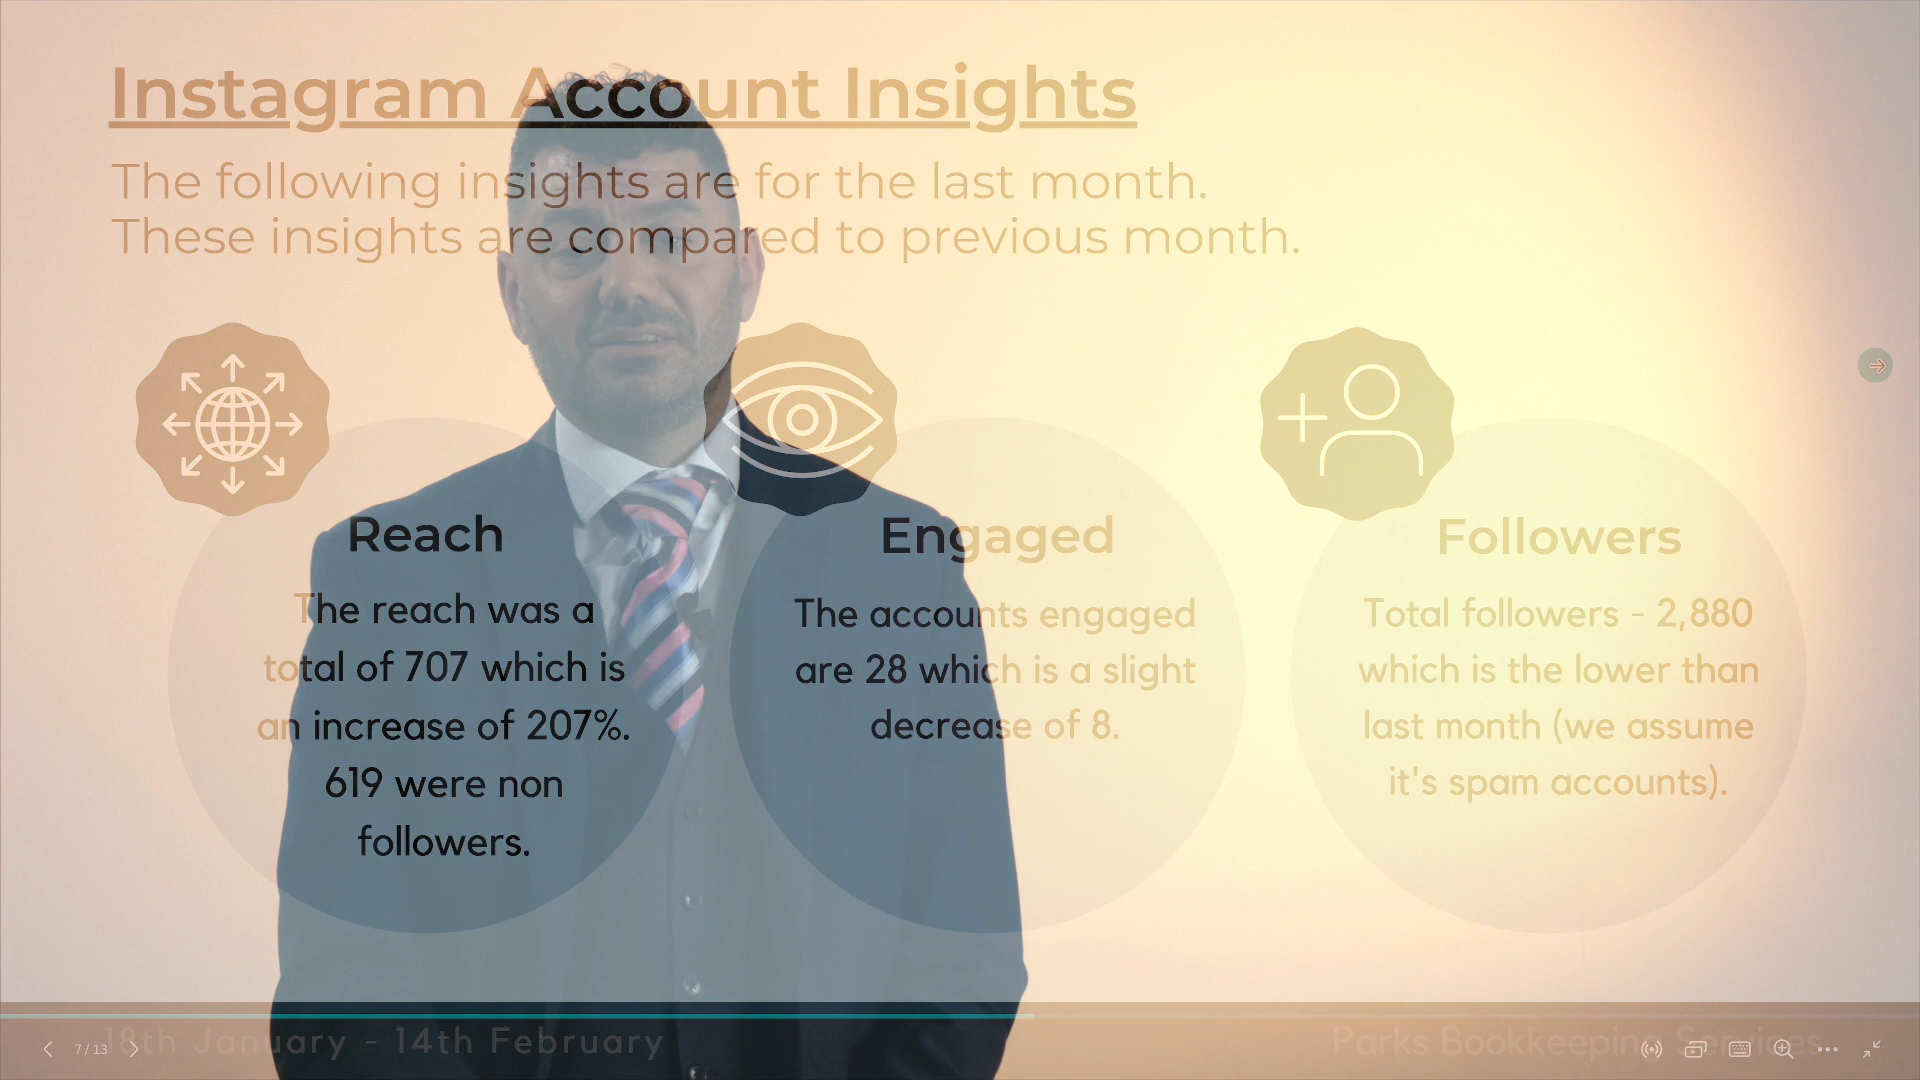 Instagram Account Insights
The following insights are for the last month.
These insights are compared to previous month.
Reach
The reach was a
total of 707 which is
an increase of 207%.
619 were non
followers.
Engaged
The accounts engaged
are 28 which is a slight
decrease of 8.
Followers
Total followers - 2,880
which is the lower than
last month (we assume
it's spam accounts).
18th January - 14th February
Parks Bookkeeping Services
7 / 13